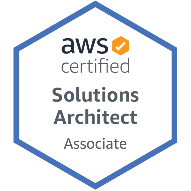 aws
certified
Solutions
Architect
Associate